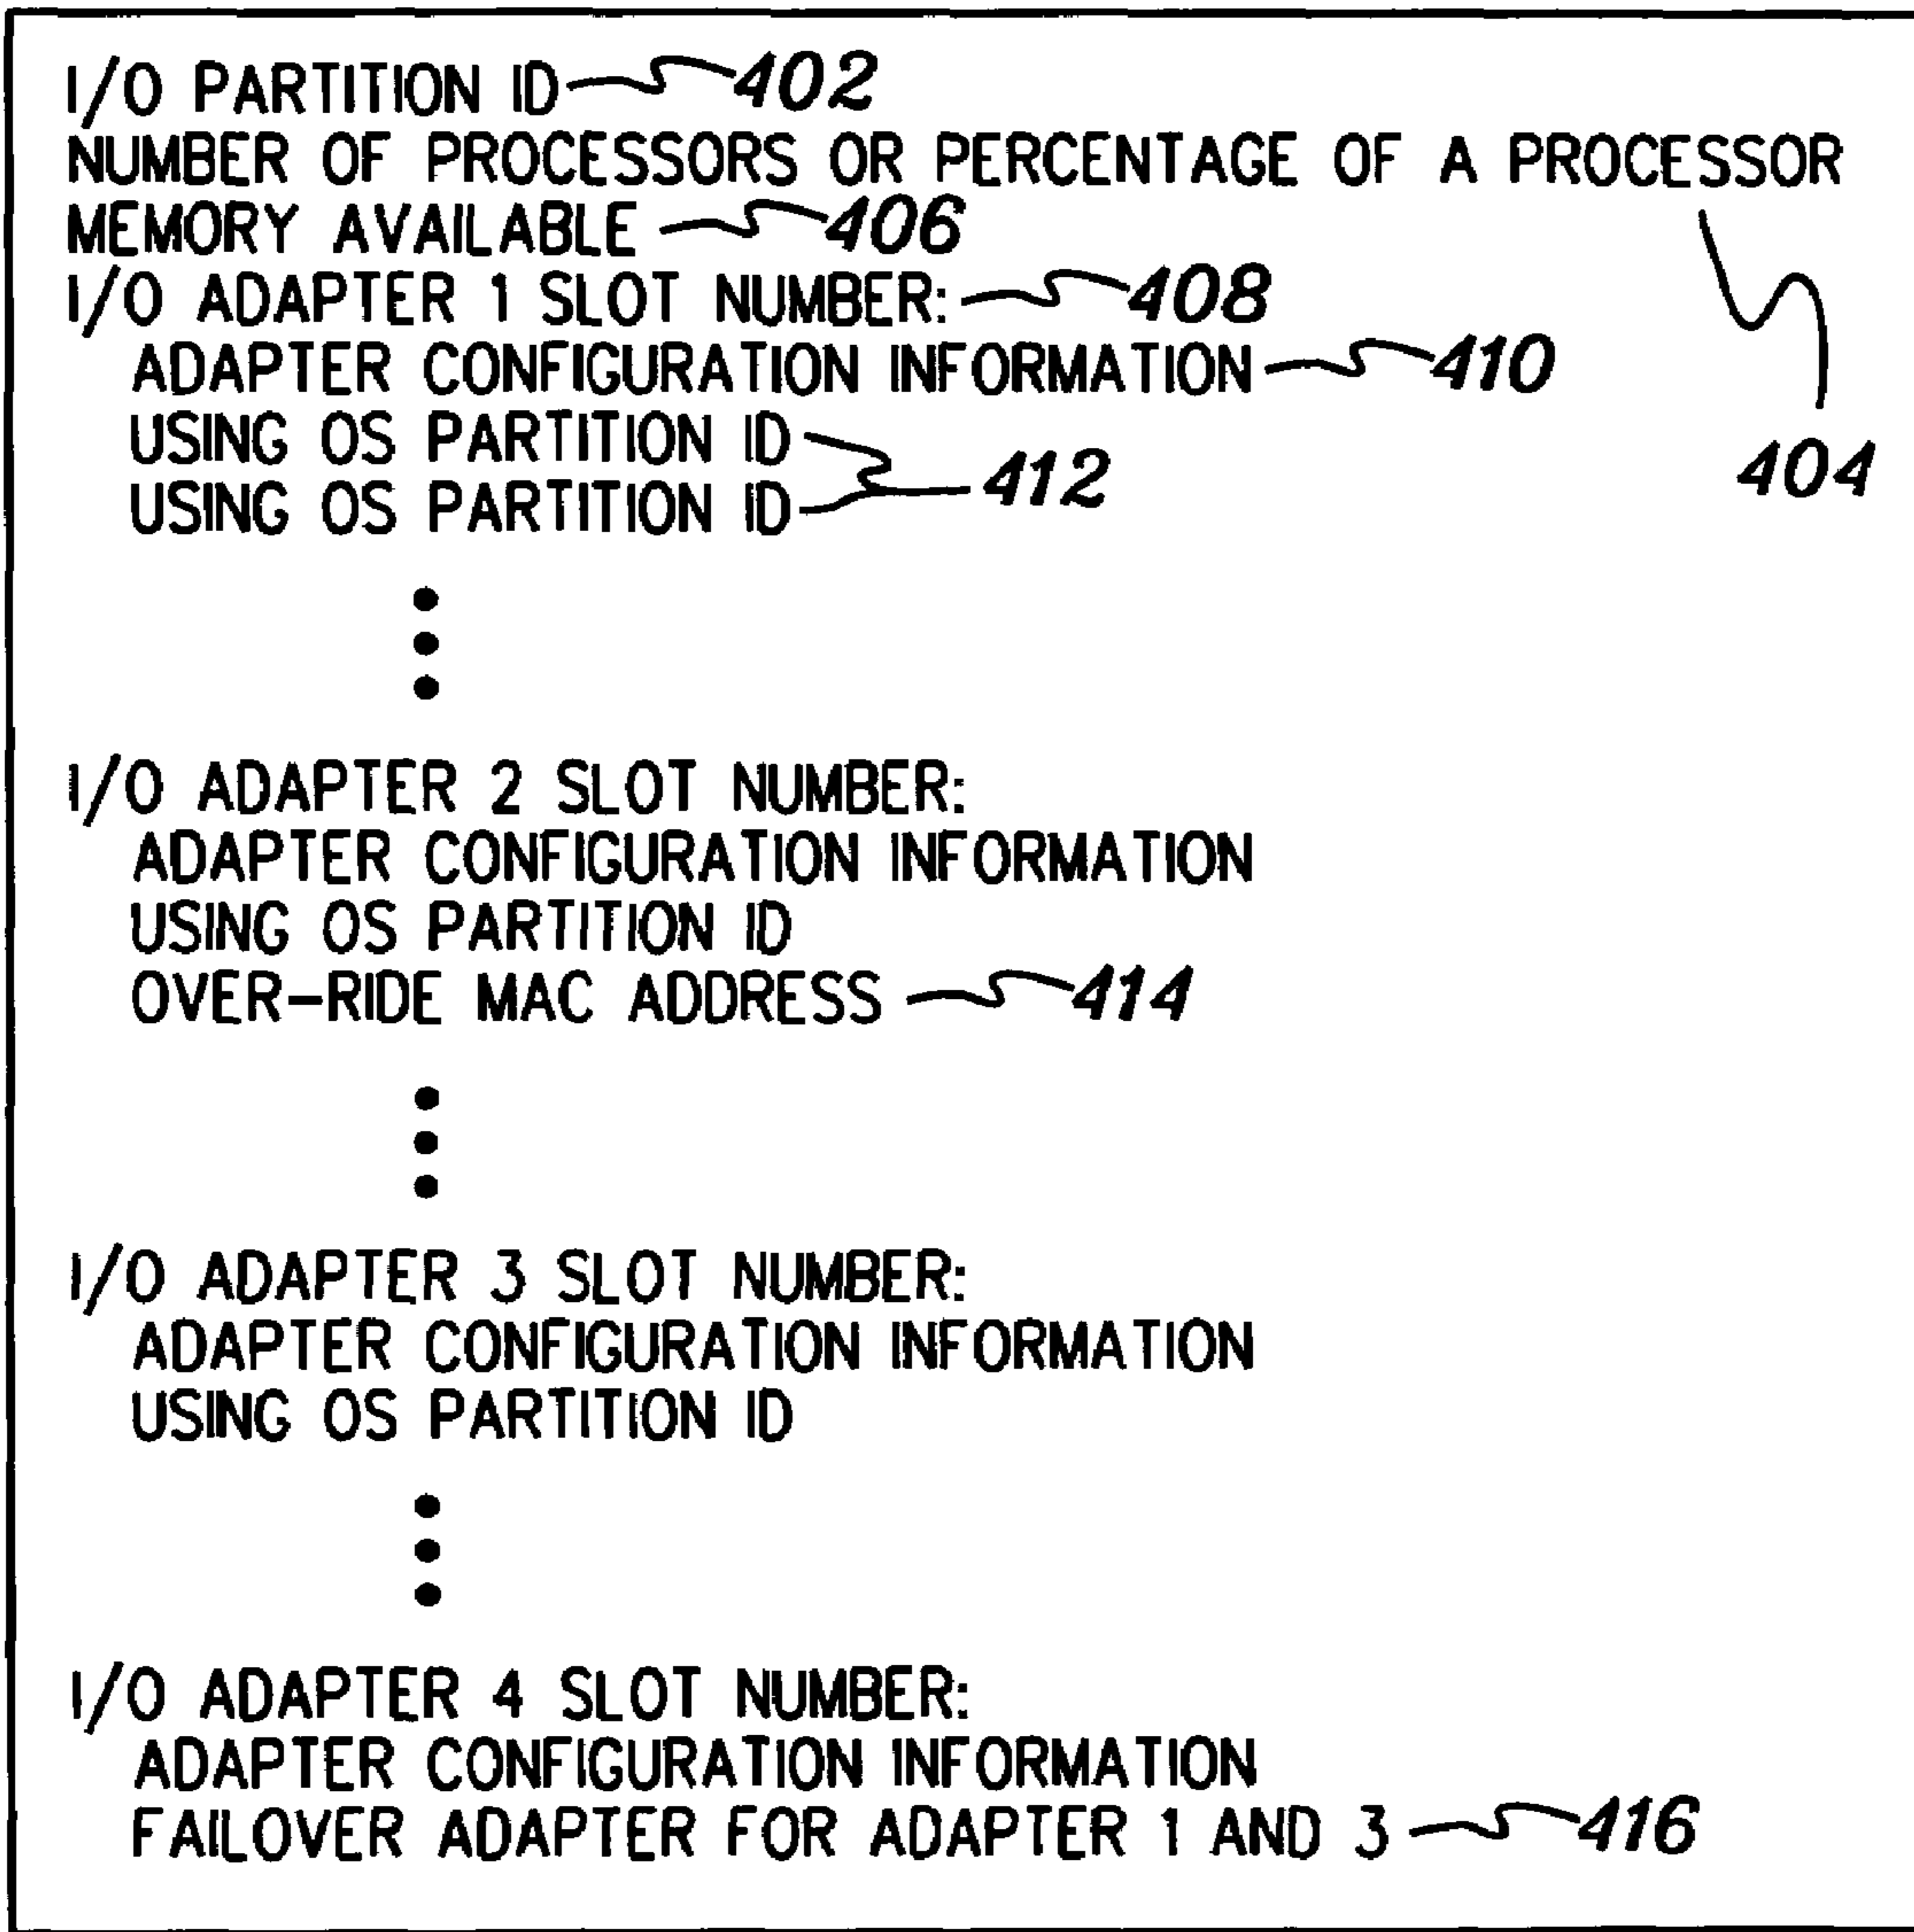 I/O PARTITION ID 402
NUMBER OF PROCESSORS OR PERCENTAGE OF A PROCESSOR
MEMORY AVAILABLE 406
I/O ADAPTER 1 SLOT NUMBER: 408
ADAPTER CONFIGURATION INFORMATION 410
USING OS PARTITION ID
USING OS PARTITION ID
412
404
I/O ADAPTER 2 SLOT NUMBER:
ADAPTER CONFIGURATION INFORMATION
USING OS PARTITION ID
OVER-RIDE MAC ADDRESS 414
I/O ADAPTER 3 SLOT NUMBER:
ADAPTER CONFIGURATION INFORMATION
USING OS PARTITION ID
I/O ADAPTER 4 SLOT NUMBER:
ADAPTER CONFIGURATION INFORMATION
FAILOVER ADAPTER FOR ADAPTER 1 AND 3 416